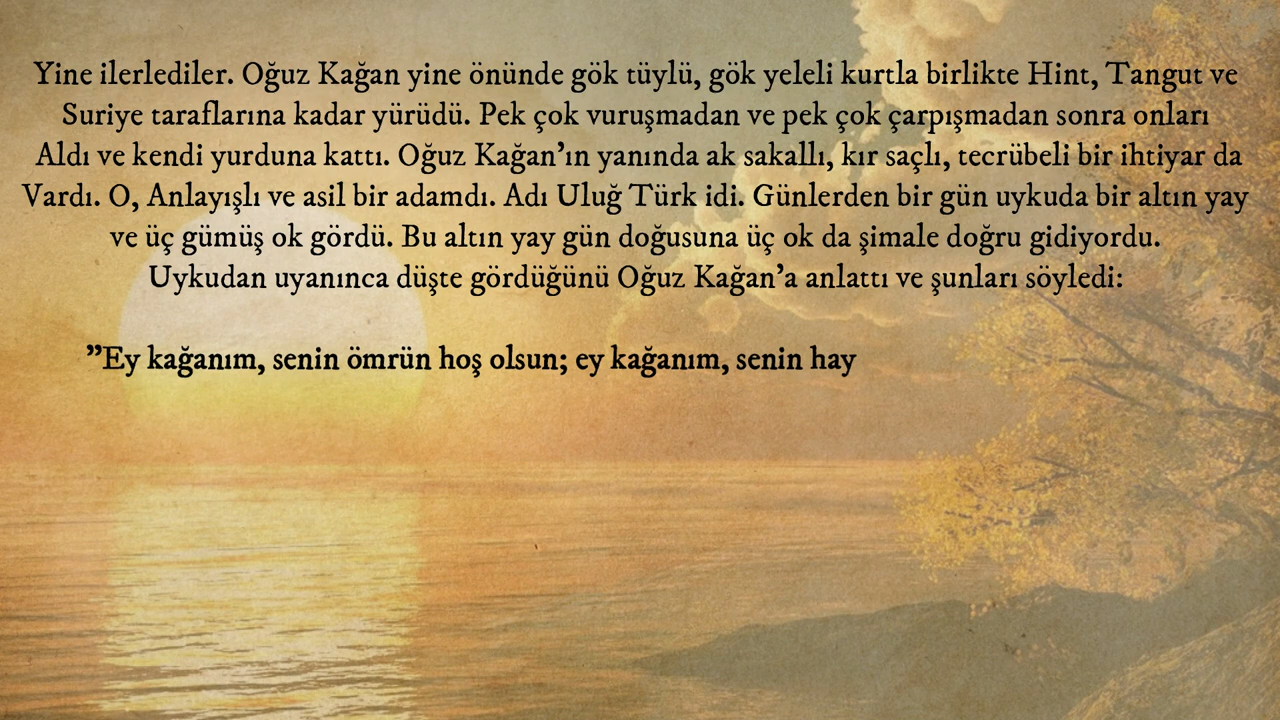 Yine ilerlediler. Oğuz Kağan yine önünde gök tüylü, gök yeleli kurtla birlikte Hint, Tangut ve
Suriye taraflarına kadar yürüdü. Pek çok vuruşmadan ve pek çok çarpışmadan sonra onları
Aldı ve kendi yurduna kattı. Oğuz Kağan’ın yanında ak sakallı, kır saçlı, tecrübeli bir ihtiyar da
Vardı. O, Anlayışlı ve asil bir adamdı. Adı Uluğ Türk idi. Günlerden bir gün uykuda bir altın yay
ve üç gümüş ok gördü. Bu altın yay gün doğusuna üç ok da şimale doğru gidiyordu.
Uykudan uyanınca düşte gördüğünü Oğuz Kağan’a anlattı ve şunları söyledi:
”Ey kağanım, senin ömrün hoş olsun; ey kağanım, senin hay